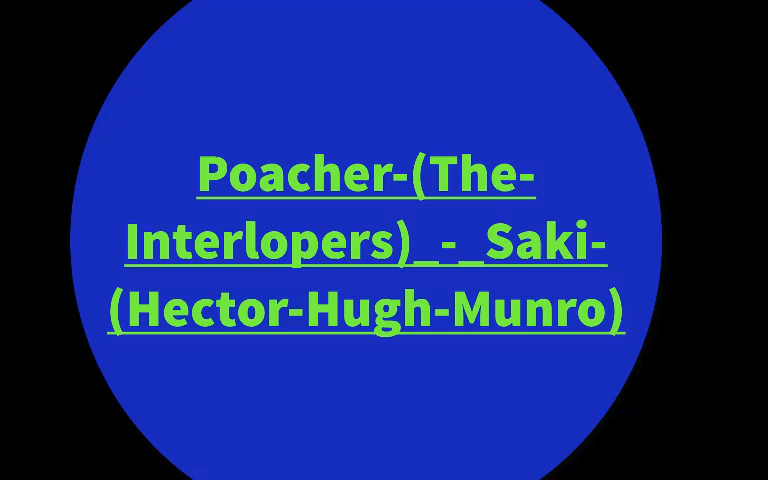 Poacher-(The-
Interlopers)_-_Saki-
(Hector-Hugh-Munro)